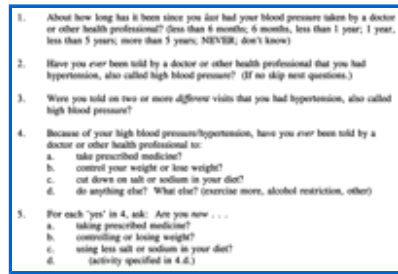 1. About how long has it been since you last had your blood pressure taken by a doctor
or other health professional? (less than 6 months; 6 months, less than 1 year; 1 year,
less than 5 years; more than 5 years; NEVER; don't know)
2. Have you ever been told by a doctor or other health professional that you had
hypertension, also called high blood pressure? (If no skip next questions.)
3. Were you told on two or more different visits that you had hypertension, also called
high blood pressure?
4. Because of your high blood pressure/hypertension, have you ever been told by a
doctor or other health professional to:
a. take prescribed medicine?
b. control your weight or lose weight?
c. cut down on salt or sodium in your diet?
d. do anything else? What else? (exercise more, alcohol restriction, other)
5. For each 'yes' in 4, ask: Are you now . . .
a. taking prescribed medicine?
b. controlling or losing weight?
c. using less salt or sodium in your diet?
d. (activity specified in 4.d.)